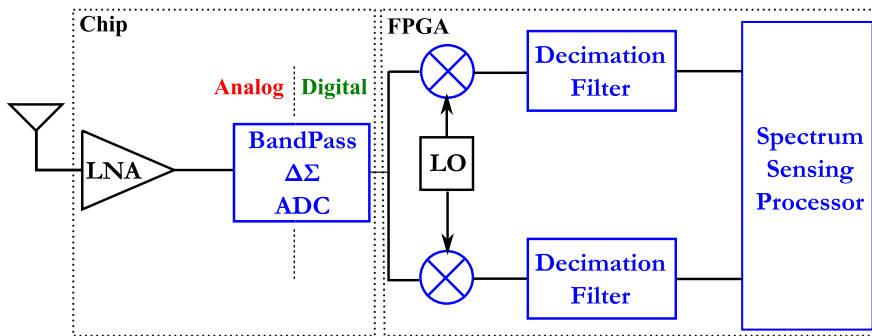 Chip
FPGA
Analog
Digital
LNA
BandPass
ΔΣ
ADC
LO
Decimation
Filter
Decimation
Filter
Spectrum
Sensing
Processor